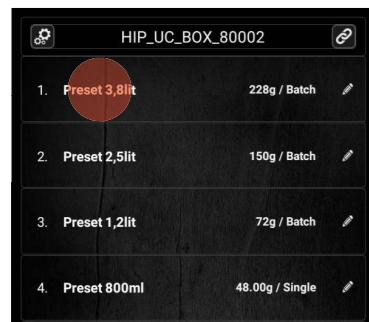 HIP_UC_BOX_80002
1. Preset 3,8lit 228g / Batch
2. Preset 2,5lit 150g / Batch
3. Preset 1,2lit 72g / Batch
4. Preset 800ml 48.00g / Single